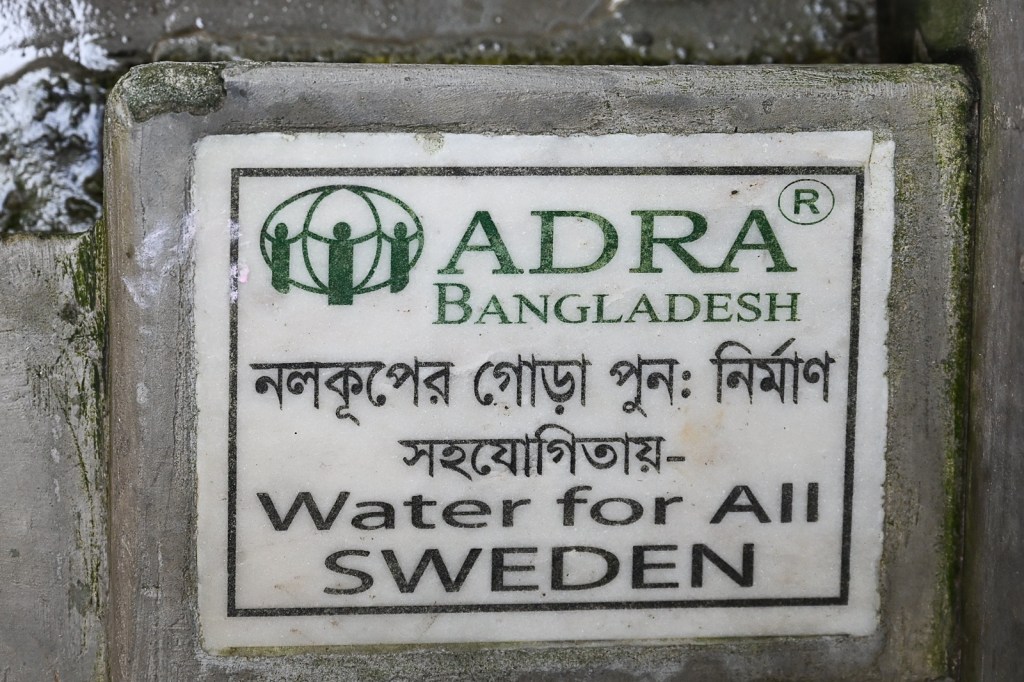 ADRA®
BANGLADESH
নলকূপের গোড়া পুন: নির্মাণ
সহযোগিতায়-
Water for All
SWEDEN